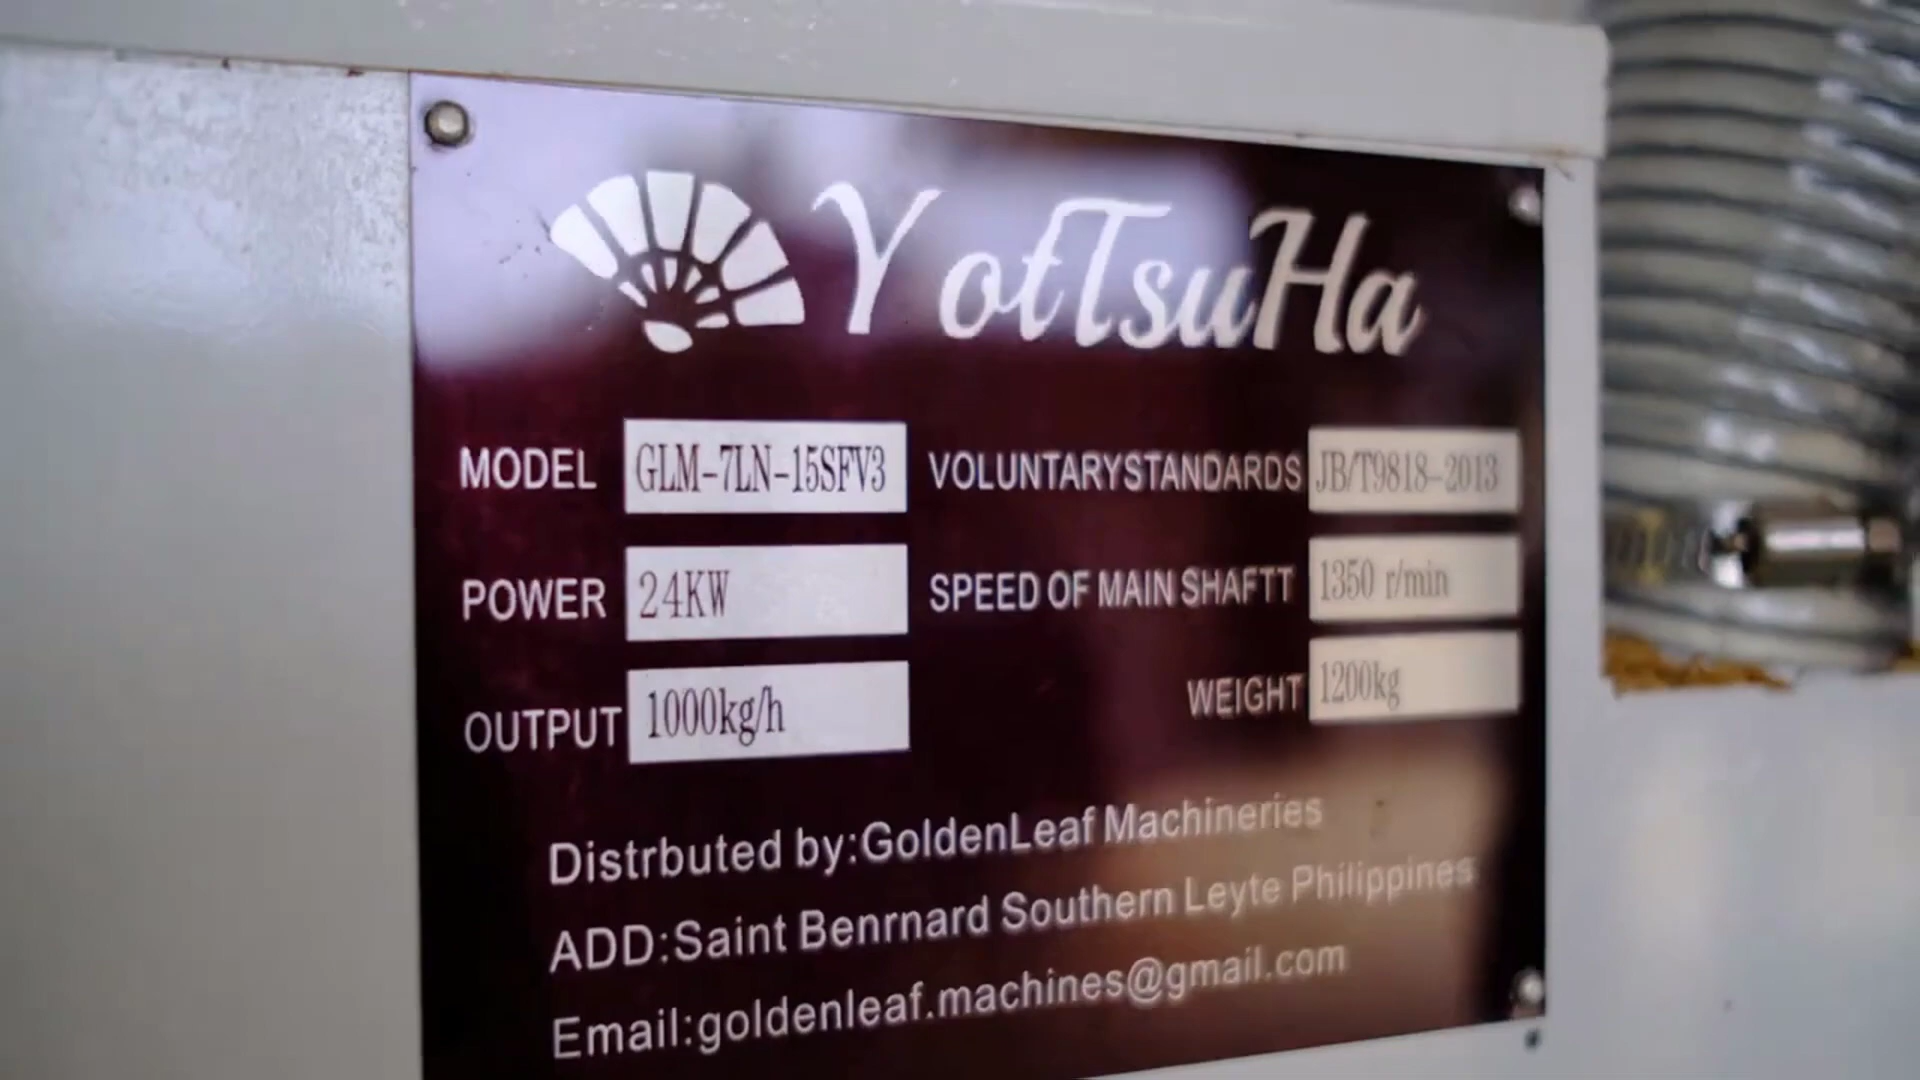 YotTsuHa
MODEL GLM-7LN-15SFV3 VOLUNTARYSTANDARDS JB/T9818-2013
POWER 24KW SPEED OF MAIN SHAFTT 1350 r/min
OUTPUT 1000kg/h WEIGHT 1200kg
Distrbuted by:GoldenLeaf Machineries
ADD:Saint Benrnard Southern Leyte Philippines
Email:goldenleaf.machines@gmail.com